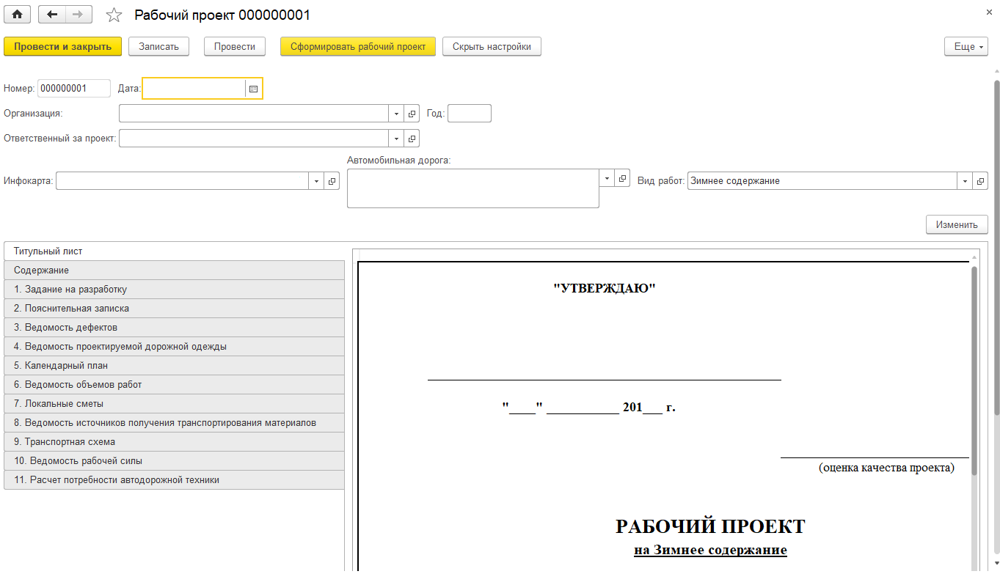 Рабочий проект 000000001
Провести и закрыть Записать Провести Сформировать рабочий проект Скрыть настройки Еще
Номер: 000000001 Дата:
Организация: Год:
Ответственный за проект:
Автомобильная дорога:
Инфокарта: Вид работ: Зимнее содержание
Изменить
Титульный лист
Содержание
1. Задание на разработку
2. Пояснительная записка
3. Ведомость дефектов
4. Ведомость проектируемой дорожной одежды
5. Календарный план
6. Ведомость объемов работ
7. Локальные сметы
8. Ведомость источников получения транспортирования материалов
9. Транспортная схема
10. Ведомость рабочей силы
11. Расчет потребности автодорожной техники
"УТВЕРЖДАЮ"
"____" ___________ 201___ г.
(оценка качества проекта)
РАБОЧИЙ ПРОЕКТ
на Зимнее содержание